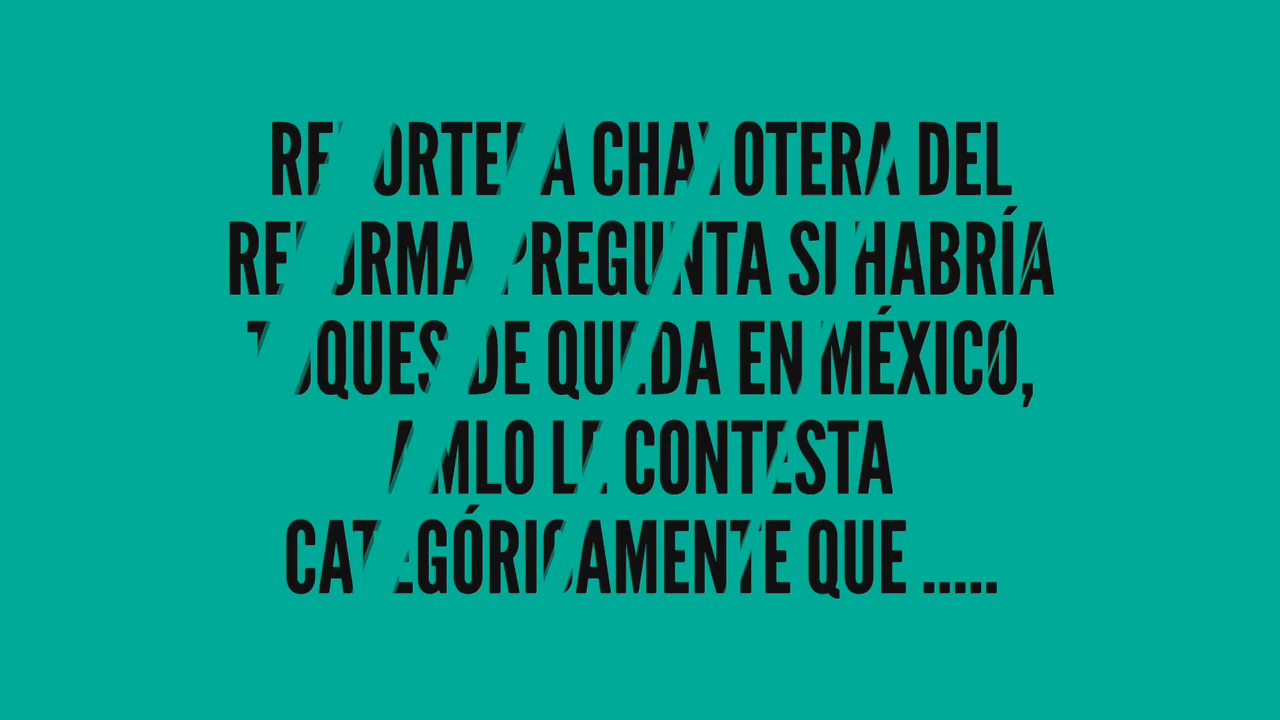 REPORTERA CHAYOTERA DEL
REFORMA PREGUNTA SI HABRÍA
TOQUES DE QUEDA EN MÉXICO,
AMLO LE CONTESTA
CATEGÓRICAMENTE QUE .....